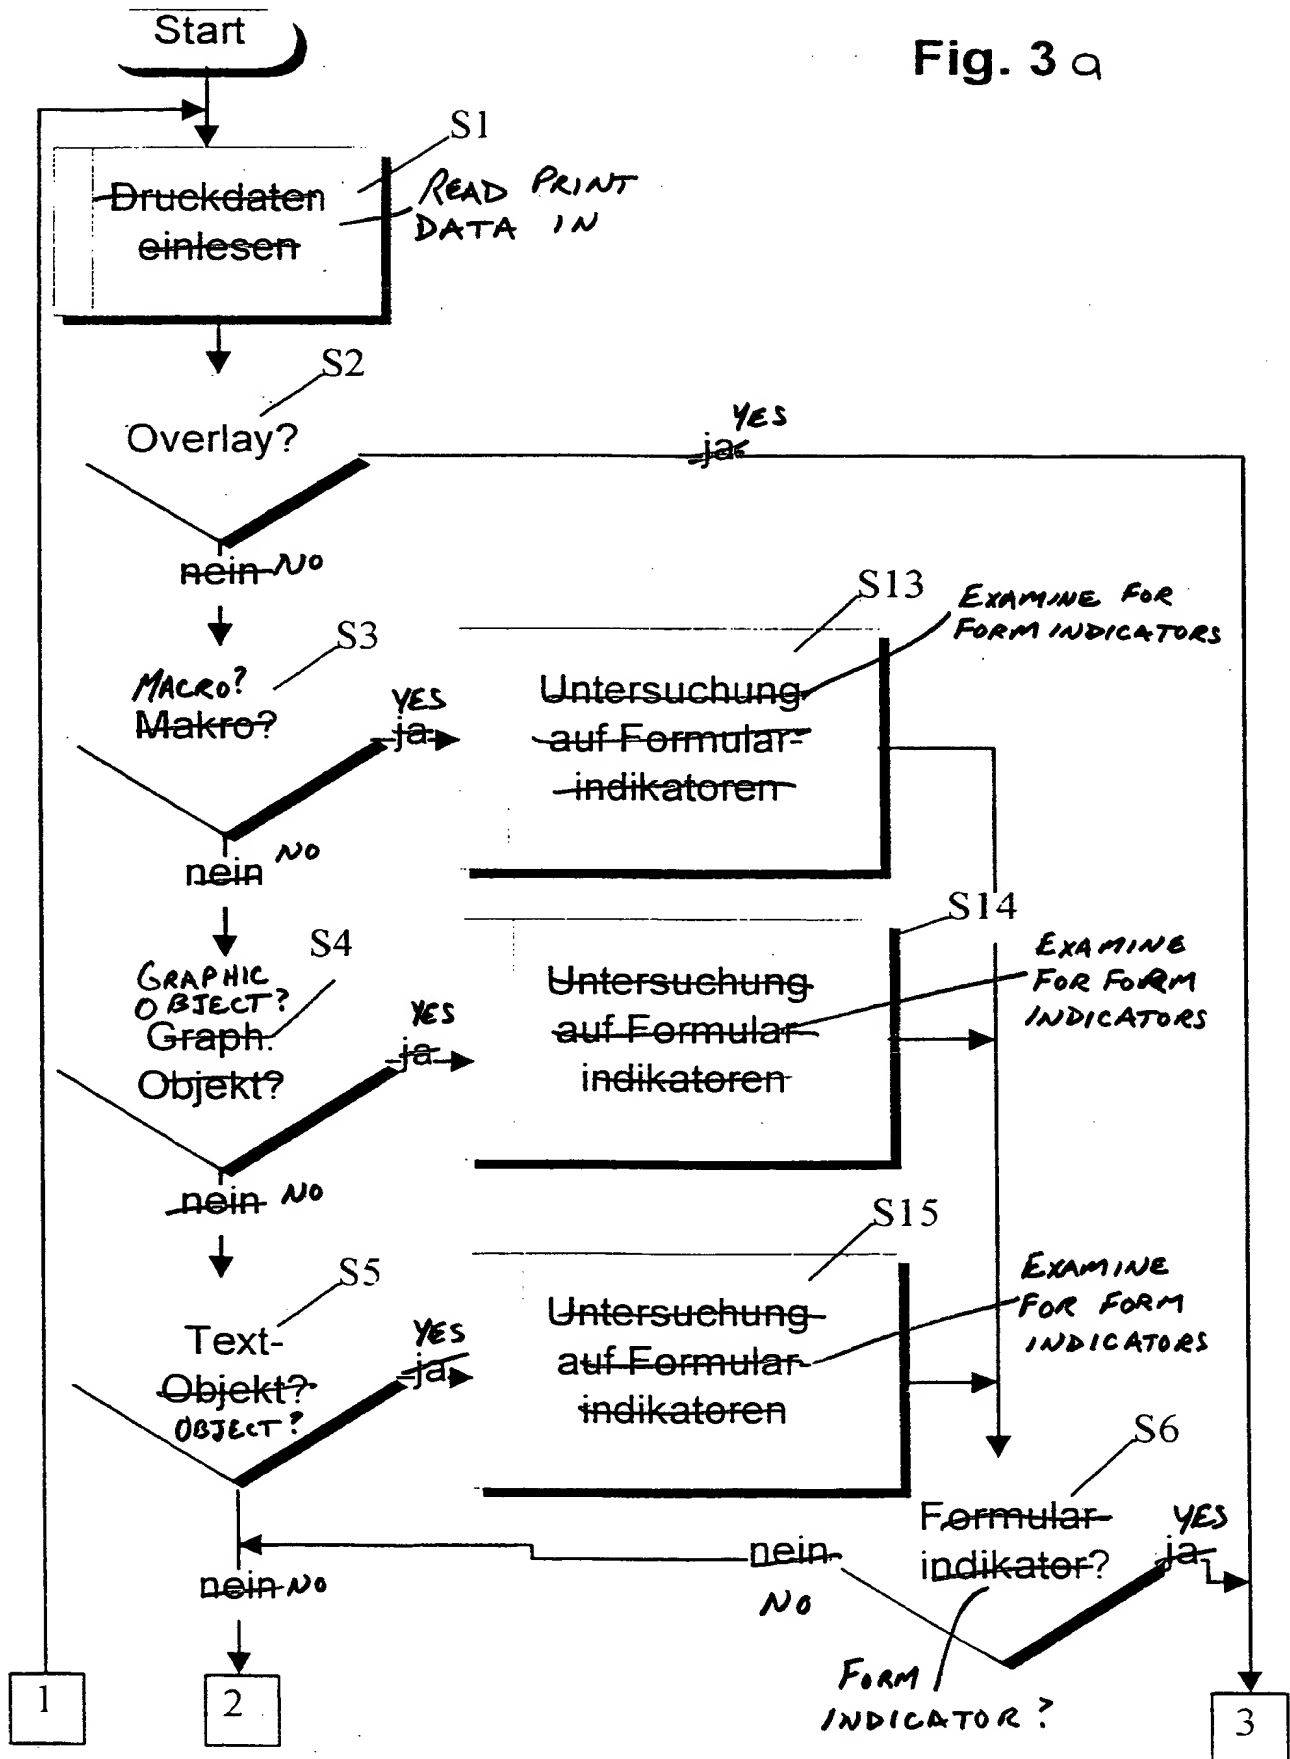 Start
Fig. 3 a
S1
Druckdaten
einlesen
READ PRINT
DATA IN
S2
Overlay?
YES
ja
nein NO
S3
MACRO?
Makro?
YES
ja
S13
EXAMINE FOR
FORM INDICATORS
Untersuchung
auf Formular-
indikatoren
nein NO
S4
GRAPHIC
OBJECT?
Graph.
Objekt?
YES
ja
S14
EXAMINE
FOR FORM
INDICATORS
Untersuchung
auf Formular-
indikatoren
nein NO
S5
Text-
Objekt?
OBJECT?
YES
ja
S15
EXAMINE
FOR FORM
INDICATORS
Untersuchung
auf Formular-
indikatoren
S6
Formular-
indikator?
YES
ja
nein
NO
nein NO
FORM
INDICATOR?
1
2
3